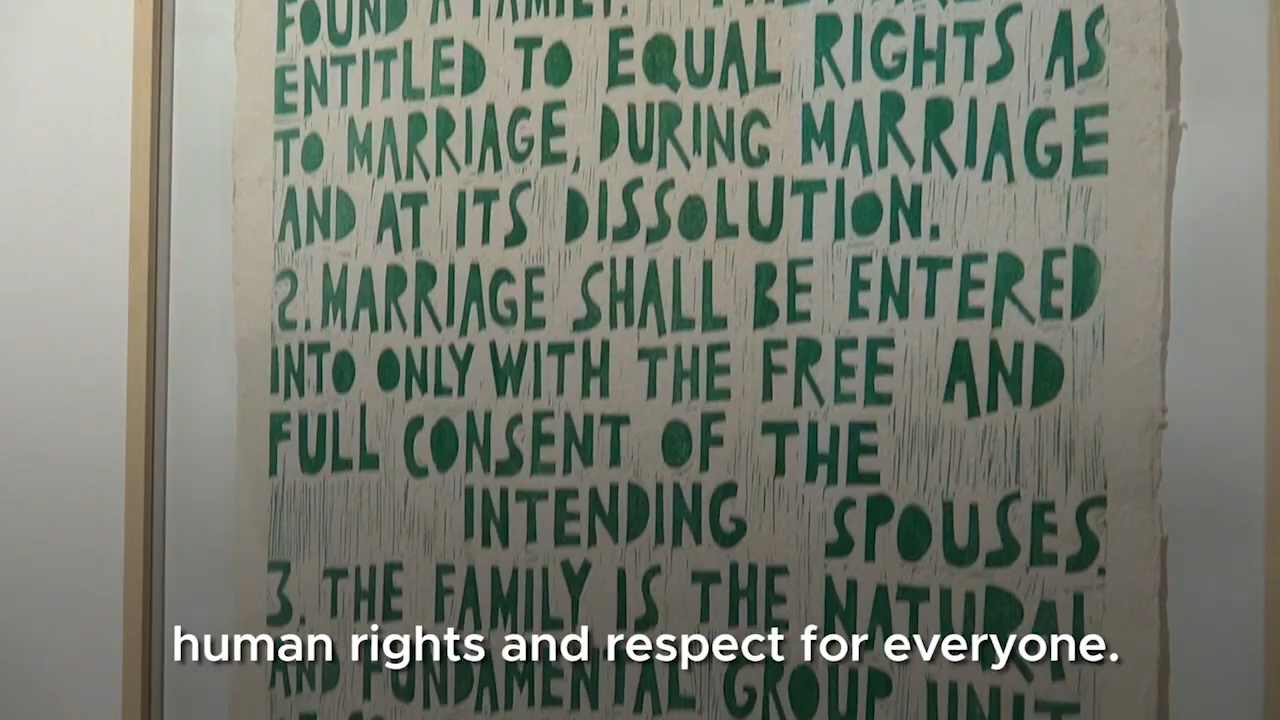 FOUND A FAMILY.
ENTITLED TO EQUAL RIGHTS AS
TO MARRIAGE, DURING MARRIAGE
AND AT ITS DISSOLUTION.
2. MARRIAGE SHALL BE ENTERED
INTO ONLY WITH THE FREE AND
FULL CONSENT OF THE
INTENDING SPOUSES.
3. THE FAMILY IS THE NATURAL
human rights and respect for everyone.
AND FUNDAMENTAL GROUP UNIT